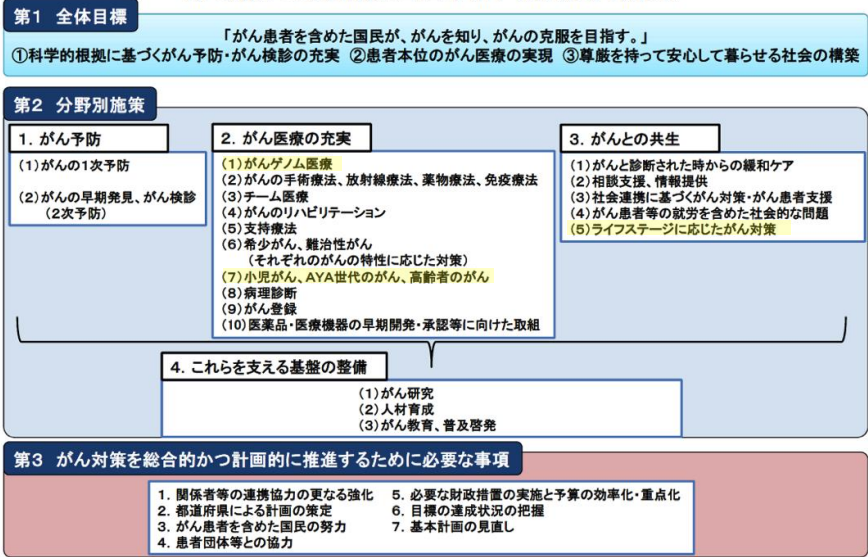 第1 全体目標
「がん患者を含めた国民が、がんを知り、がんの克服を目指す。」
①科学的根拠に基づくがん予防・がん検診の充実 ②患者本位のがん医療の実現 ③尊厳を持って安心して暮らせる社会の構築
第2 分野別施策
1. がん予防
(1)がんの1次予防
(2)がんの早期発見、がん検診
(2次予防)
2. がん医療の充実
(1)がんゲノム医療
(2)がんの手術療法、放射線療法、薬物療法、免疫療法
(3)チーム医療
(4)がんのリハビリテーション
(5)支持療法
(6)希少がん、難治性がん
(それぞれのがんの特性に応じた対策)
(7)小児がん、AYA世代のがん、高齢者のがん
(8)病理診断
(9)がん登録
(10)医薬品・医療機器の早期開発・承認等に向けた取組
3. がんとの共生
(1)がんと診断された時からの緩和ケア
(2)相談支援、情報提供
(3)社会連携に基づくがん対策・がん患者支援
(4)がん患者等の就労を含めた社会的な問題
(5)ライフステージに応じたがん対策
4. これらを支える基盤の整備
(1)がん研究
(2)人材育成
(3)がん教育、普及啓発
第3 がん対策を総合的かつ計画的に推進するために必要な事項
1. 関係者等の連携協力の更なる強化
2. 都道府県による計画の策定
3. がん患者を含めた国民の努力
4. 患者団体等との協力
5. 必要な財政措置の実施と予算の効率化・重点化
6. 目標の達成状況の把握
7. 基本計画の見直し